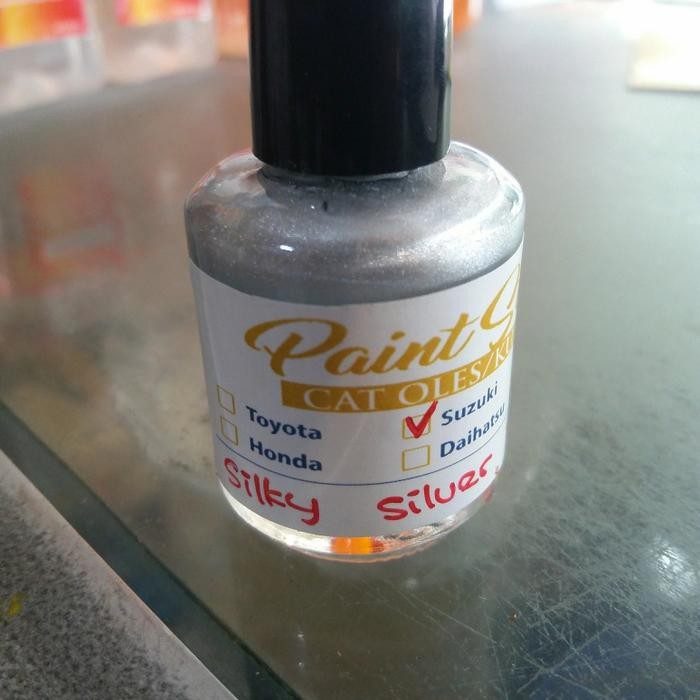 Paint
CAT OLES/
Toyota
Suzuki
Honda
Daihatsu
Silky Silver